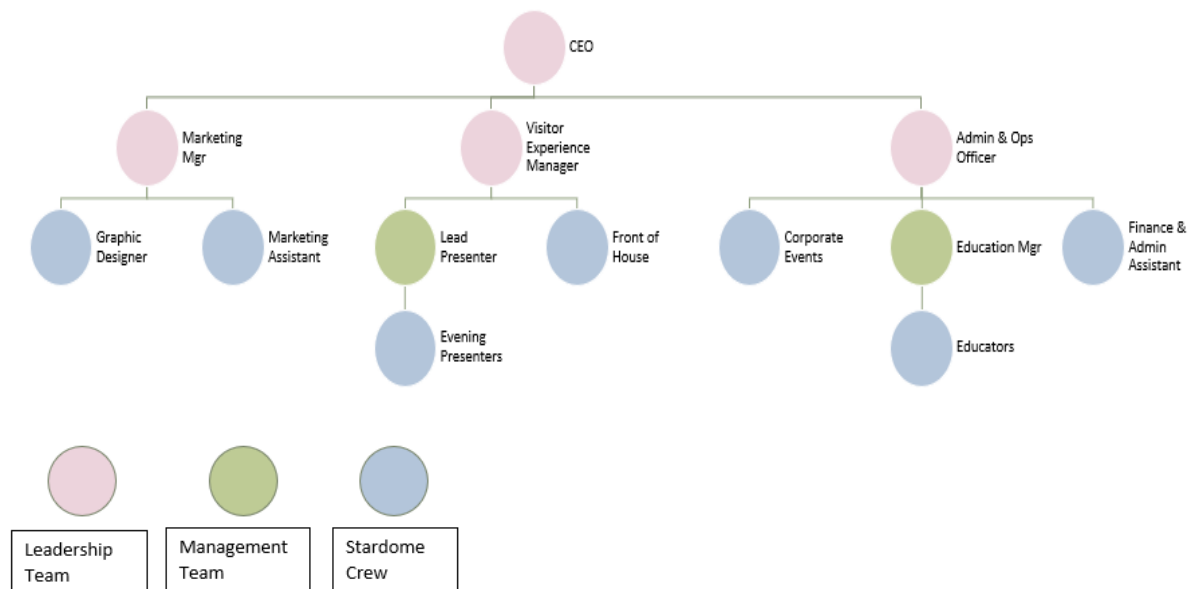 CEO
Marketing
Mgr
Visitor
Experience
Manager
Admin & Ops
Officer
Graphic
Designer
Marketing
Assistant
Lead
Presenter
Front of
House
Corporate
Events
Education Mgr
Finance &
Admin
Assistant
Evening
Presenters
Educators
Leadership
Team
Management
Team
Stardome
Crew